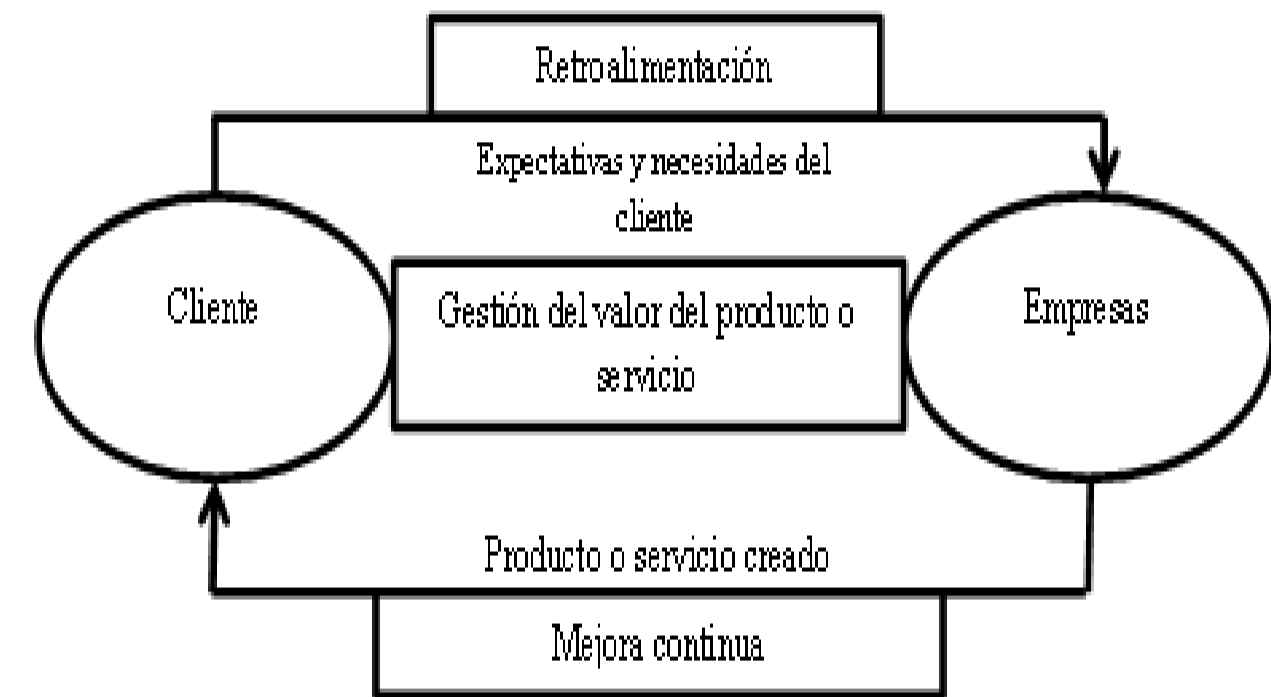 Retroalimentación
Expectativas y necesidades del
cliente
Cliente
Gestión del valor del producto o
servicio
Empresas
Producto o servicio creado
Mejora continua